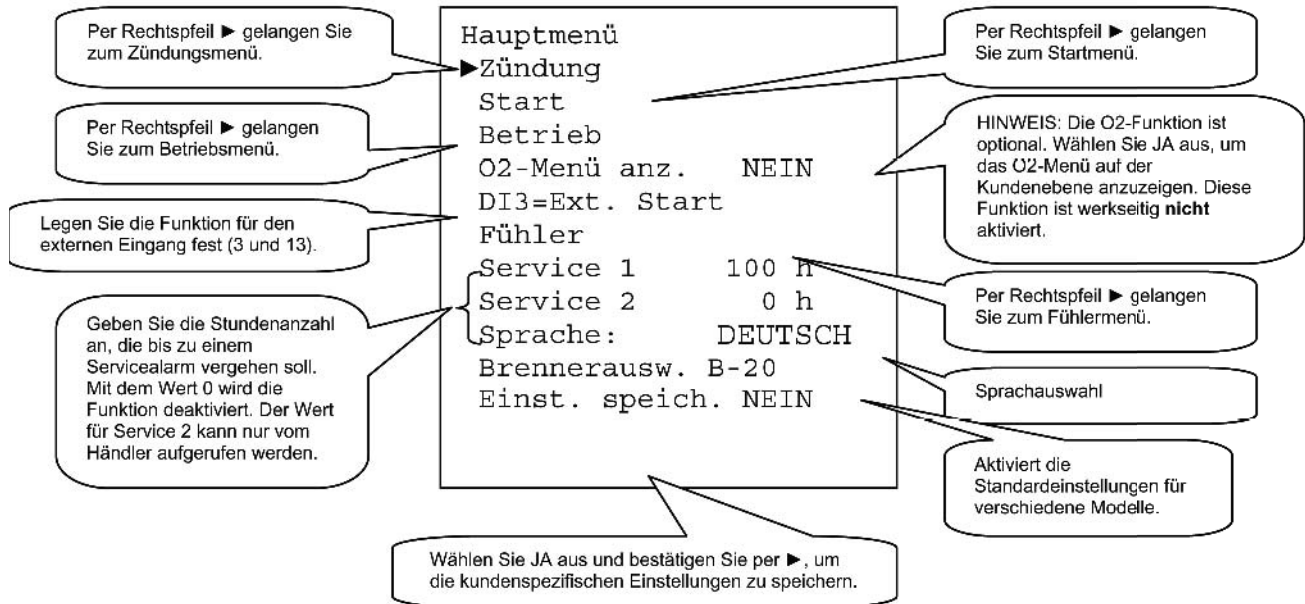 Per Rechtspfeil ► gelangen Sie
zum Zündungsmenü.
Per Rechtspfeil ► gelangen
Sie zum Betriebsmenü.
Legen Sie die Funktion für den
externen Eingang fest (3 und 13).
Geben Sie die Stundenanzahl
an, die bis zu einem
Servicealarm vergehen soll.
Mit dem Wert 0 wird die
Funktion deaktiviert. Der Wert
für Service 2 kann nur vom
Händler aufgerufen werden.
Hauptmenü
►Zündung
Start
Betrieb
O2-Menü anz. NEIN
DI3=Ext. Start
Fühler
Service 1 100 h
Service 2 0 h
Sprache: DEUTSCH
Brennerausw. B-20
Einst. speich. NEIN
Per Rechtspfeil ► gelangen
Sie zum Startmenü.
HINWEIS: Die O2-Funktion ist
optional. Wählen Sie JA aus, um
das O2-Menü auf der
Kundenebene anzuzeigen. Diese
Funktion ist werkseitig nicht
aktiviert.
Per Rechtspfeil ► gelangen
Sie zum Fühlermenü.
Sprachauswahl
Aktiviert die
Standardeinstellungen für
verschiedene Modelle.
Wählen Sie JA aus und bestätigen Sie per ►, um
die kundenspezifischen Einstellungen zu speichern.